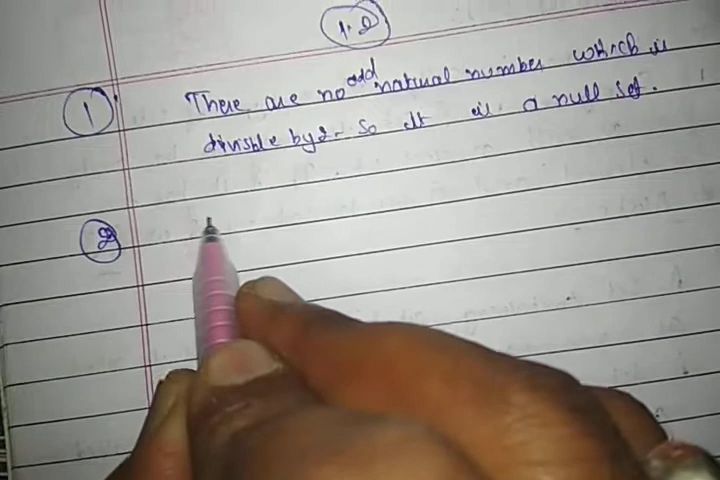 1.2
1 There are no odd natural number which is
divisible by 2. So it is a null set.
2